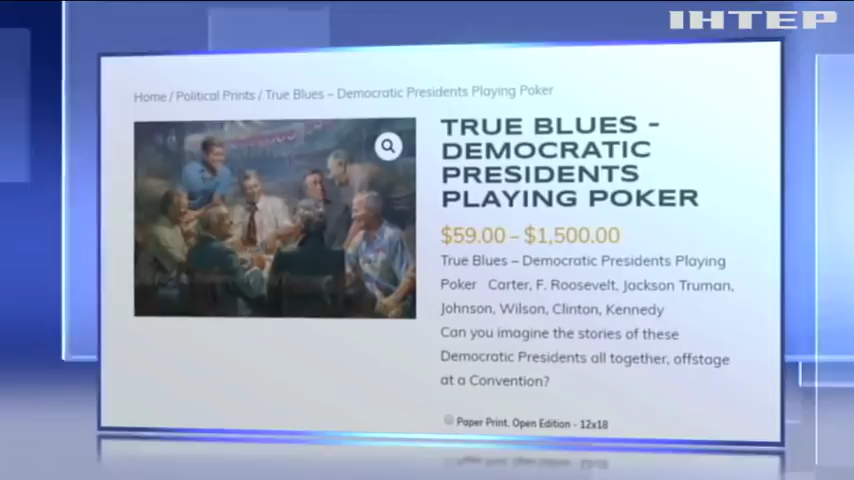 ІНТЕР
Home / Political Prints / True Blues – Democratic Presidents Playing Poker
TRUE BLUES -
DEMOCRATIC
PRESIDENTS
PLAYING POKER
$59.00 – $1,500.00
True Blues – Democratic Presidents Playing
Poker Carter, F. Roosevelt, Jackson Truman,
Johnson, Wilson, Clinton, Kennedy
Can you imagine the stories of these
Democratic Presidents all together, offstage
at a Convention?
Paper Print, Open Edition - 12x18